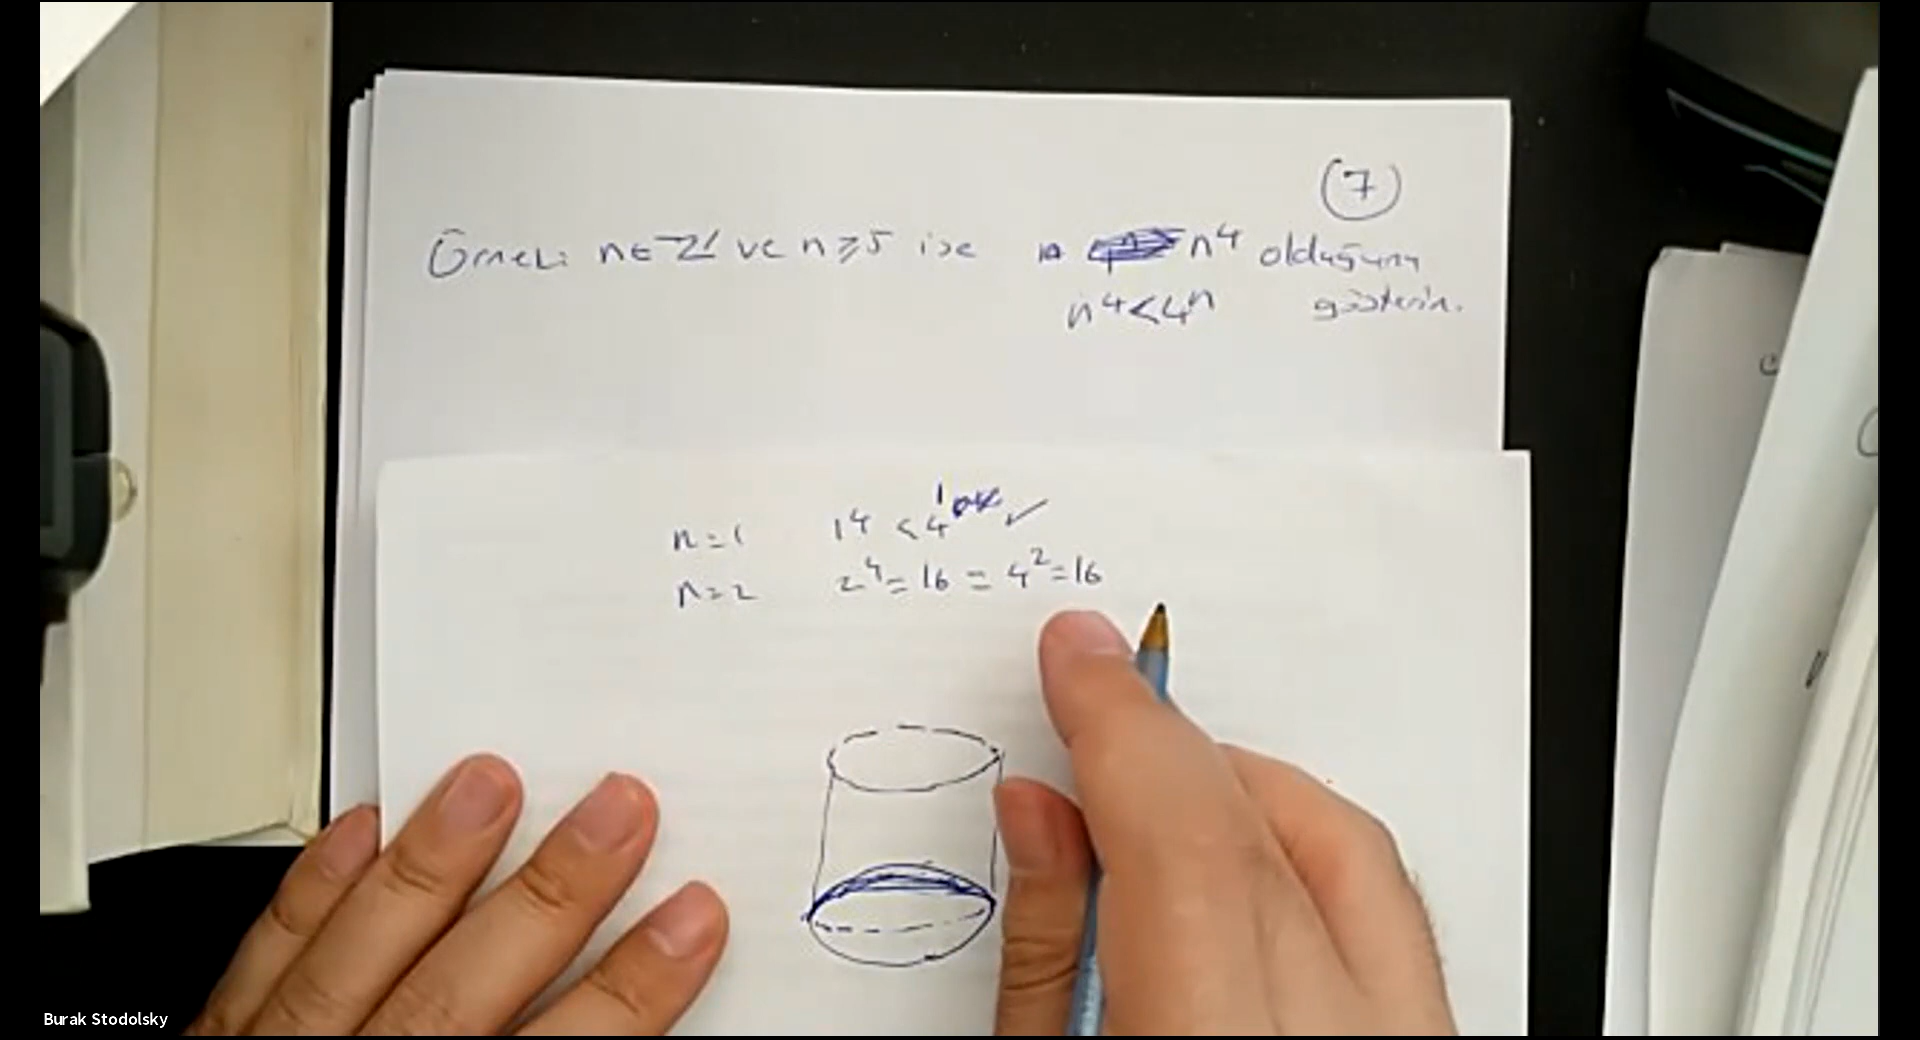 (7)
Örnek: n∈Z ve n≥5 ise n⁴ olduğunu
n⁴<4ⁿ gösterin.
n=1 1⁴ <4¹ ok ✓
n=2 2⁴=16 = 4²=16
Burak Stodolsky